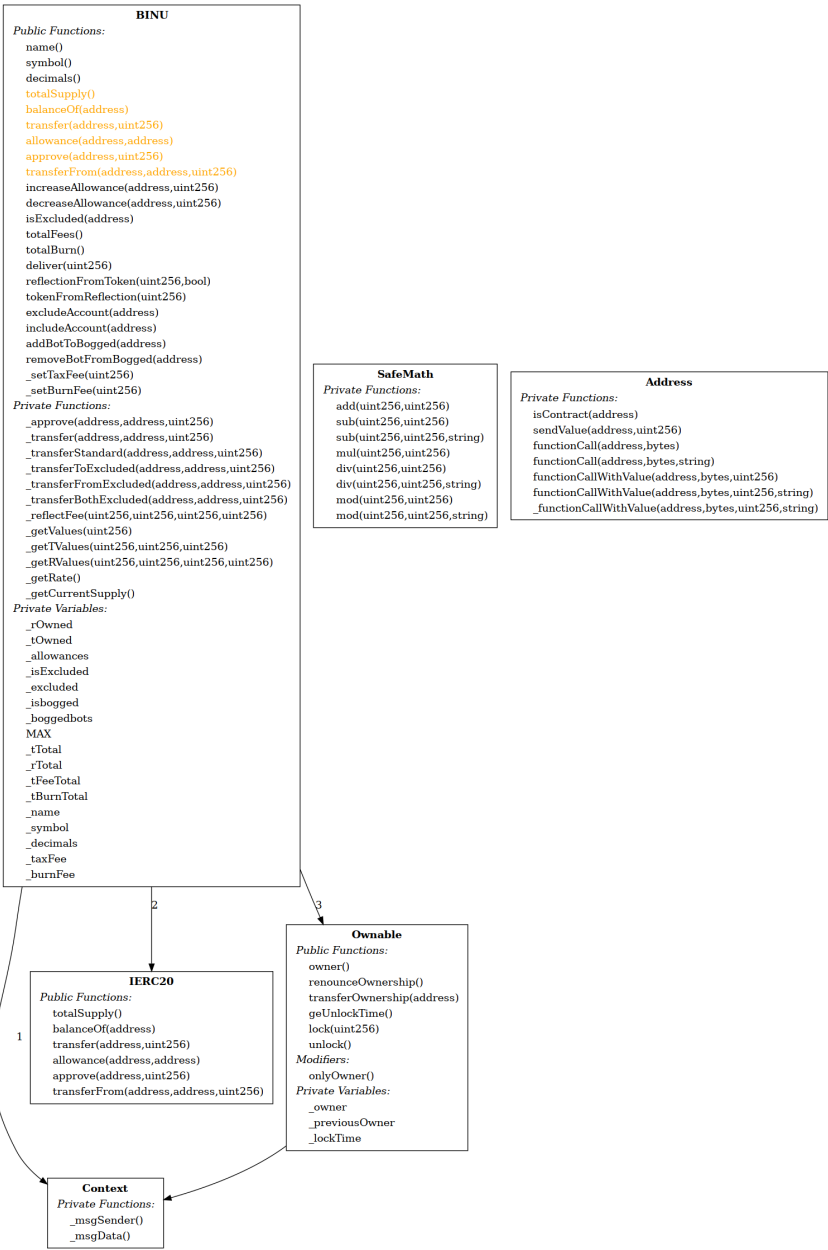 BINU
Public Functions:
name()
symbol()
decimals()
totalSupply()
balanceOf(address)
transfer(address,uint256)
allowance(address,address)
approve(address,uint256)
transferFrom(address,address,uint256)
increaseAllowance(address,uint256)
decreaseAllowance(address,uint256)
isExcluded(address)
totalFees()
totalBurn()
deliver(uint256)
reflectionFromToken(uint256,bool)
tokenFromReflection(uint256)
excludeAccount(address)
includeAccount(address)
addBotToBogged(address)
removeBotFromBogged(address)
_setTaxFee(uint256)
_setBurnFee(uint256)
Private Functions:
_approve(address,address,uint256)
_transfer(address,address,uint256)
_transferStandard(address,address,uint256)
_transferToExcluded(address,address,uint256)
_transferFromExcluded(address,address,uint256)
_transferBothExcluded(address,address,uint256)
_reflectFee(uint256,uint256,uint256,uint256)
_getValues(uint256)
_getTValues(uint256,uint256,uint256)
_getRValues(uint256,uint256,uint256,uint256)
_getRate()
_getCurrentSupply()
Private Variables:
_rOwned
_tOwned
_allowances
_isExcluded
_excluded
_isbogged
_boggedbots
MAX
_tTotal
_rTotal
_tFeeTotal
_tBurnTotal
_name
_symbol
_decimals
_taxFee
_burnFee
SafeMath
Private Functions:
add(uint256,uint256)
sub(uint256,uint256)
sub(uint256,uint256,string)
mul(uint256,uint256)
div(uint256,uint256)
div(uint256,uint256,string)
mod(uint256,uint256)
mod(uint256,uint256,string)
Address
Private Functions:
isContract(address)
sendValue(address,uint256)
functionCall(address,bytes)
functionCall(address,bytes,string)
functionCallWithValue(address,bytes,uint256)
functionCallWithValue(address,bytes,uint256,string)
_functionCallWithValue(address,bytes,uint256,string)
2
3
1
IERC20
Public Functions:
totalSupply()
balanceOf(address)
transfer(address,uint256)
allowance(address,address)
approve(address,uint256)
transferFrom(address,address,uint256)
Ownable
Public Functions:
owner()
renounceOwnership()
transferOwnership(address)
geUnlockTime()
lock(uint256)
unlock()
Modifiers:
onlyOwner()
Private Variables:
_owner
_previousOwner
_lockTime
Context
Private Functions:
_msgSender()
_msgData()